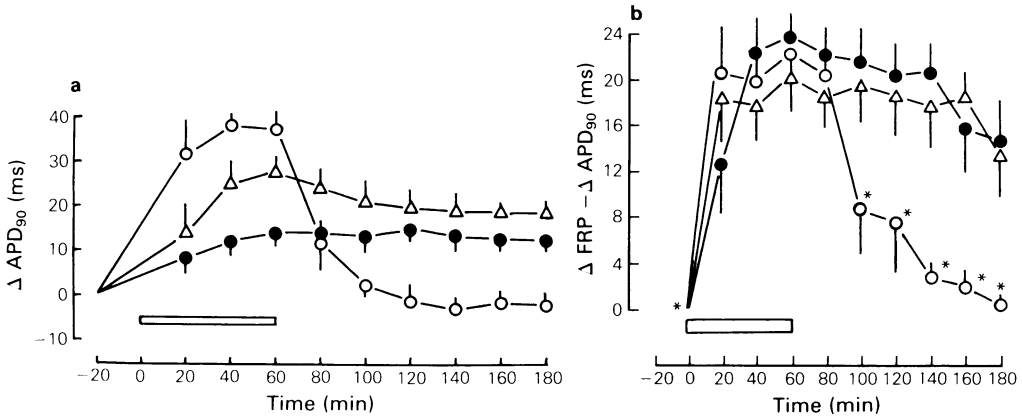 a
Δ APD90 (ms)
40
30
20
10
0
−10
−20 0 20 40 60 80 100 120 140 160 180
Time (min)
b
Δ FRP − Δ APD90 (ms)
24
20
16
12
8
4
0
* * * * * *
−20 0 20 40 60 80 100 120 140 160 180
Time (min)